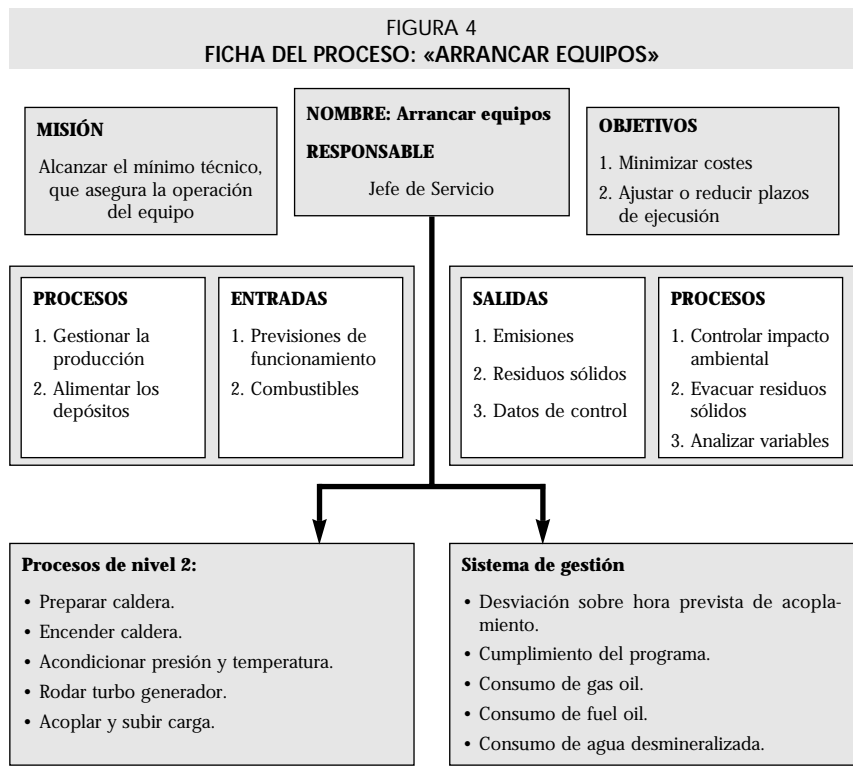 FIGURA 4
FICHA DEL PROCESO: «ARRANCAR EQUIPOS»
MISIÓN
Alcanzar el mínimo técnico,
que asegura la operación
del equipo
NOMBRE: Arrancar equipos
RESPONSABLE
Jefe de Servicio
OBJETIVOS
1. Minimizar costes
2. Ajustar o reducir plazos
de ejecusión
PROCESOS
1. Gestionar la
producción
2. Alimentar los
depósitos
ENTRADAS
1. Previsiones de
funcionamiento
2. Combustibles
SALIDAS
1. Emisiones
2. Residuos sólidos
3. Datos de control
PROCESOS
1. Controlar impacto
ambiental
2. Evacuar residuos
sólidos
3. Analizar variables
Procesos de nivel 2:
• Preparar caldera.
• Encender caldera.
• Acondicionar presión y temperatura.
• Rodar turbo generador.
• Acoplar y subir carga.
Sistema de gestión
• Desviación sobre hora prevista de acopla-
miento.
• Cumplimiento del programa.
• Consumo de gas oil.
• Consumo de fuel oil.
• Consumo de agua desmineralizada.